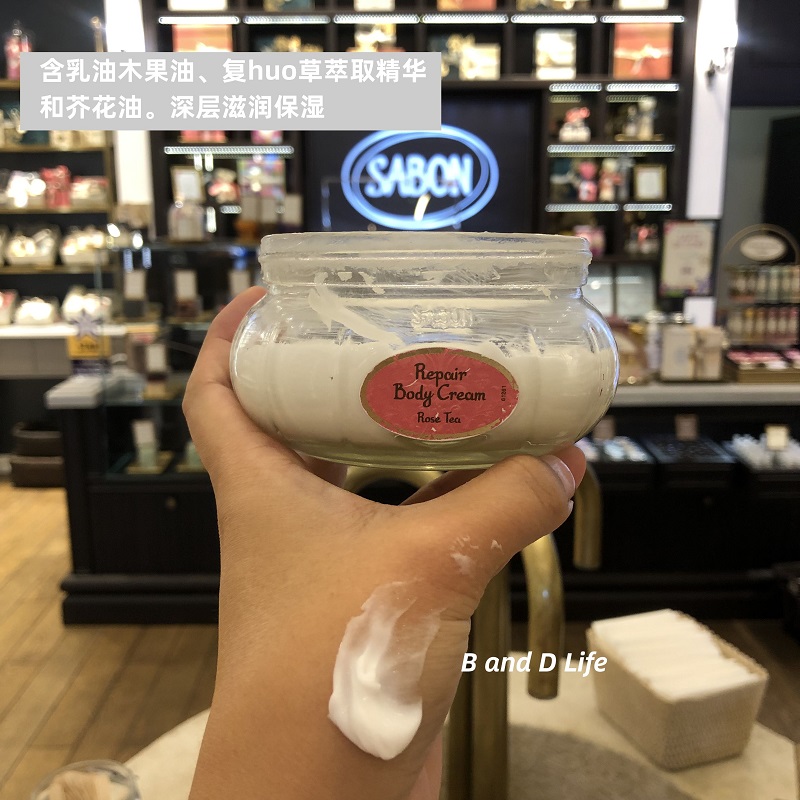 含乳油木果油、复huo草萃取精华
和芥花油。深层滋润保湿
SABON
Repair
Body Cream
Rose Tea
B and D Life